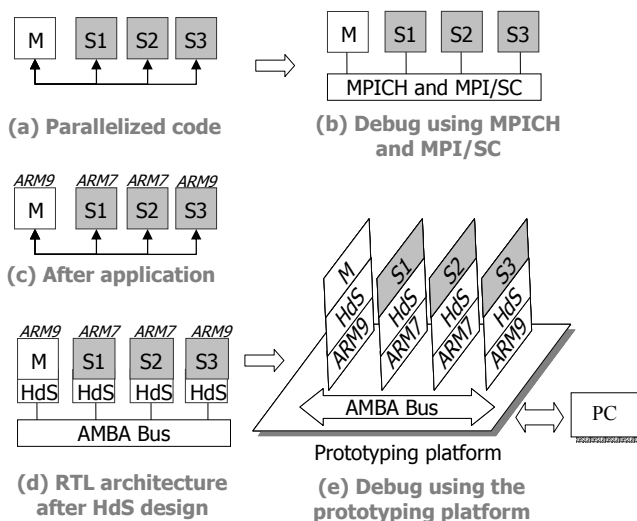 M S1 S2 S3
(a) Parallelized code
M S1 S2 S3
MPICH and MPI/SC
(b) Debug using MPICH
and MPI/SC
ARM9 ARM7 ARM7 ARM9
M S1 S2 S3
(c) After application
ARM9 ARM7 ARM7 ARM9
M S1 S2 S3
HdS HdS HdS HdS
AMBA Bus
(d) RTL architecture
after HdS design
M S1 S2 S3
HdS HdS HdS HdS
ARM9 ARM7 ARM7 ARM9
AMBA Bus
Prototyping platform
PC
(e) Debug using the
prototyping platform